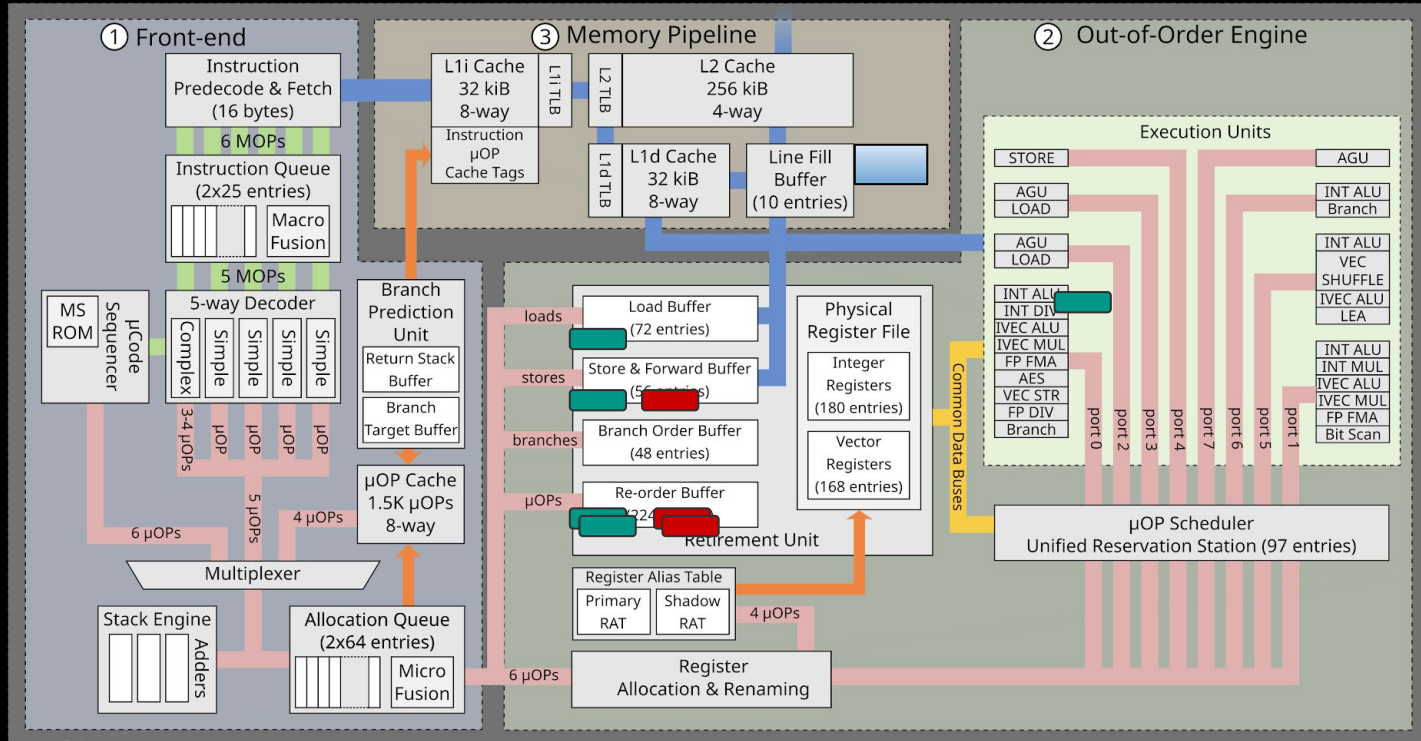 1 Front-end
Instruction
Predecode & Fetch
(16 bytes)
6 MOPs
Instruction Queue
(2x25 entries)
Macro
Fusion
5 MOPs
MS
ROM
µCode
Sequencer
5-way Decoder
Complex
Simple
Simple
Simple
Simple
3-4 µOPs
µOP
µOP
µOP
µOP
5 µOPs
6 µOPs
4 µOPs
Multiplexer
Stack Engine
Adders
Allocation Queue
(2x64 entries)
Micro
Fusion
Branch
Prediction
Unit
Return Stack
Buffer
Branch
Target Buffer
µOP Cache
1.5K µOPs
8-way
3 Memory Pipeline
L1i Cache
32 kiB
8-way
L1i TLB
Instruction
µOP
Cache Tags
L2 TLB
L2 Cache
256 kiB
4-way
L1d TLB
L1d Cache
32 kiB
8-way
Line Fill
Buffer
(10 entries)
2 Out-of-Order Engine
Execution Units
STORE
AGU
LOAD
AGU
LOAD
INT ALU
INT DIV
IVEC ALU
IVEC MUL
FP FMA
AES
VEC STR
FP DIV
Branch
AGU
INT ALU
Branch
INT ALU
VEC
SHUFFLE
IVEC ALU
LEA
INT ALU
INT MUL
IVEC ALU
IVEC MUL
FP FMA
Bit Scan
port 0
port 2
port 3
port 4
port 7
port 6
port 5
port 1
Common Data Buses
µOP Scheduler
Unified Reservation Station (97 entries)
loads
Load Buffer
(72 entries)
stores
Store & Forward Buffer
branches
Branch Order Buffer
(48 entries)
µOPs
Re-order Buffer
Retirement Unit
Physical
Register File
Integer
Registers
(180 entries)
Vector
Registers
(168 entries)
Register Alias Table
Primary
RAT
Shadow
RAT
4 µOPs
6 µOPs
Register
Allocation & Renaming